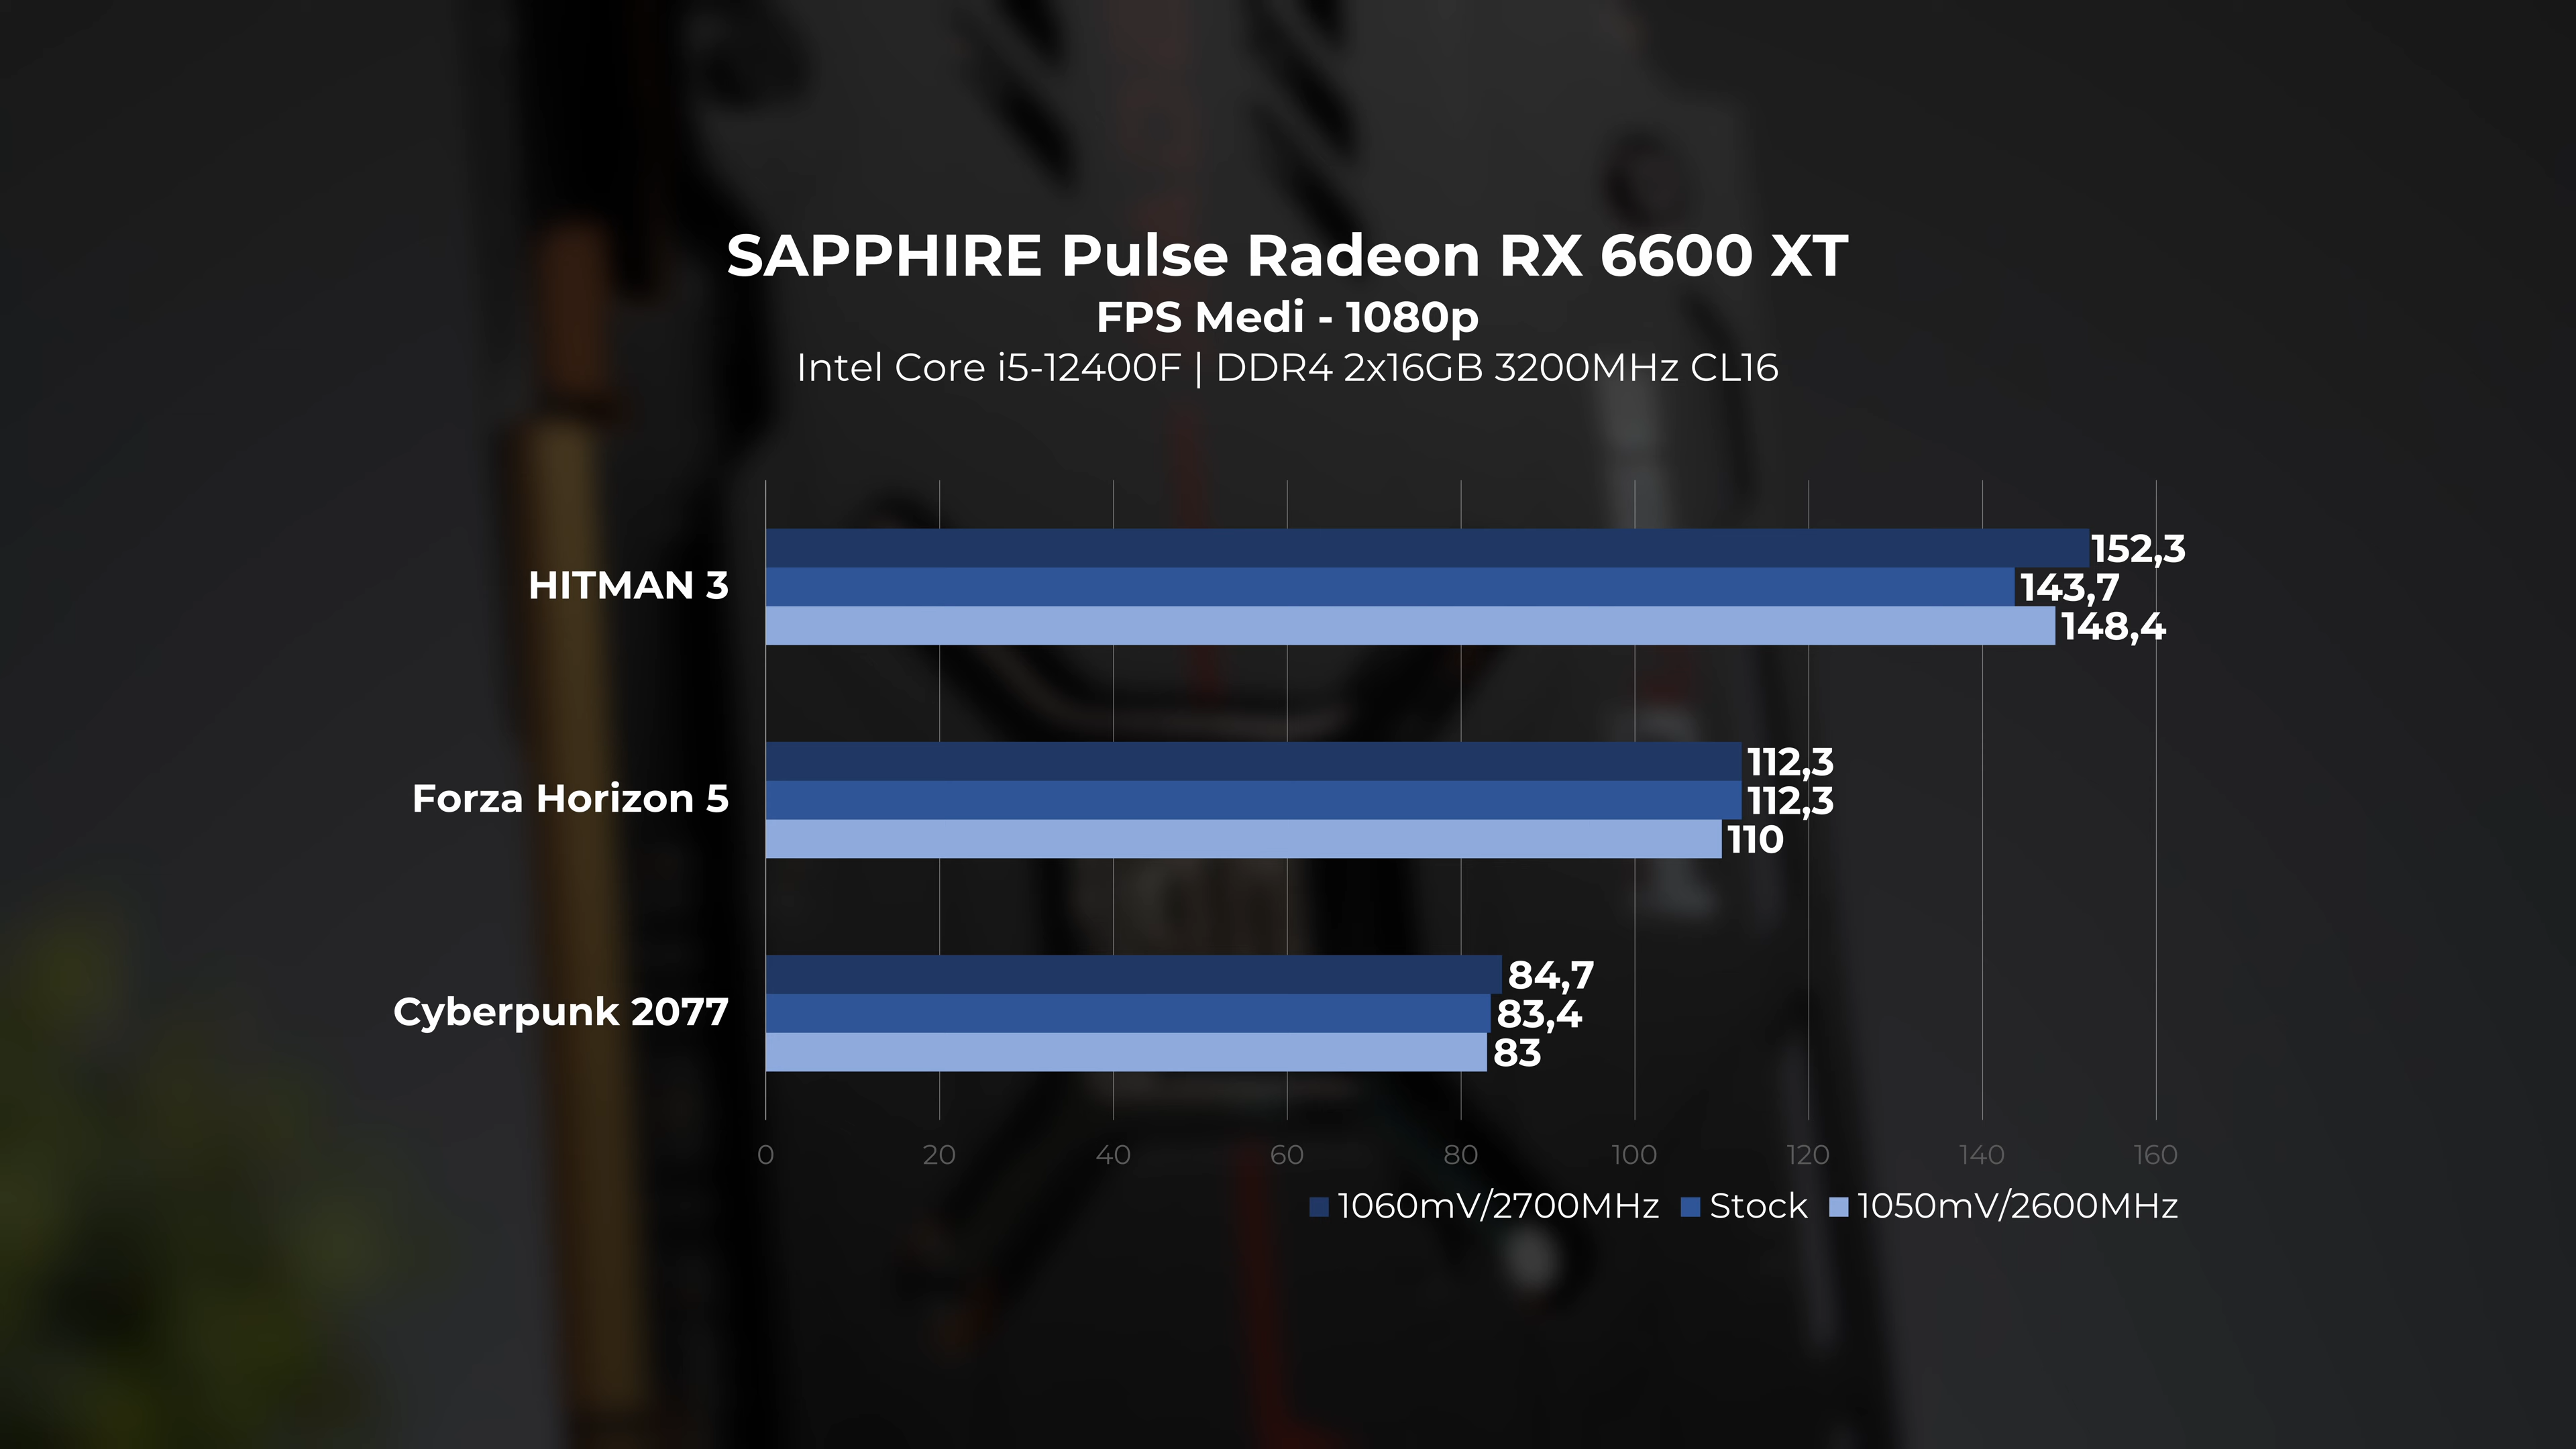 SAPPHIRE Pulse Radeon RX 6600 XT
FPS Medi - 1080p
Intel Core i5-12400F | DDR4 2x16GB 3200MHz CL16
HITMAN 3
152,3
143,7
148,4
Forza Horizon 5
112,3
112,3
110
Cyberpunk 2077
84,7
83,4
83
0 20 40 60 80 100 120 140 160
1060mV/2700MHz Stock 1050mV/2600MHz